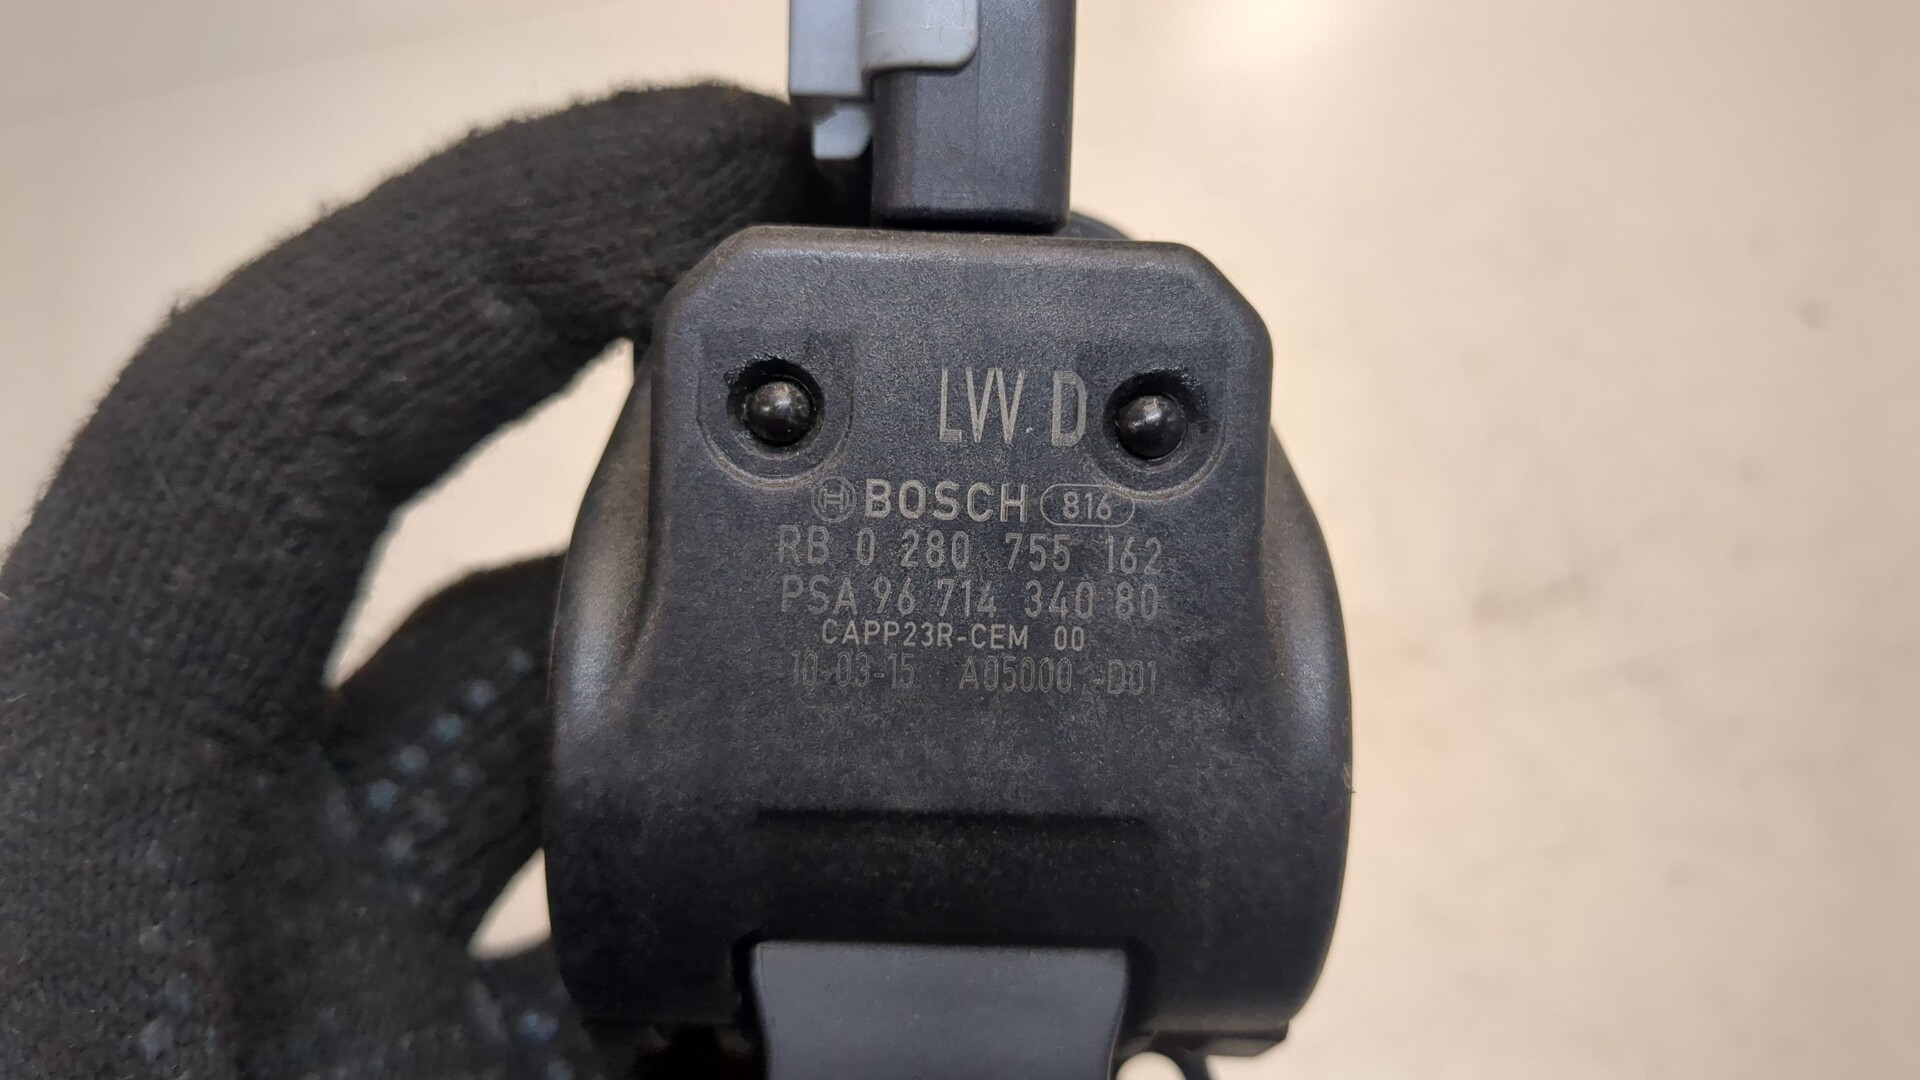 LW D
BOSCH 816
RB 0 280 755 162
PSA 96 714 340 80
CAPP23R-CEM 00
10-03-15 A05000 -D01